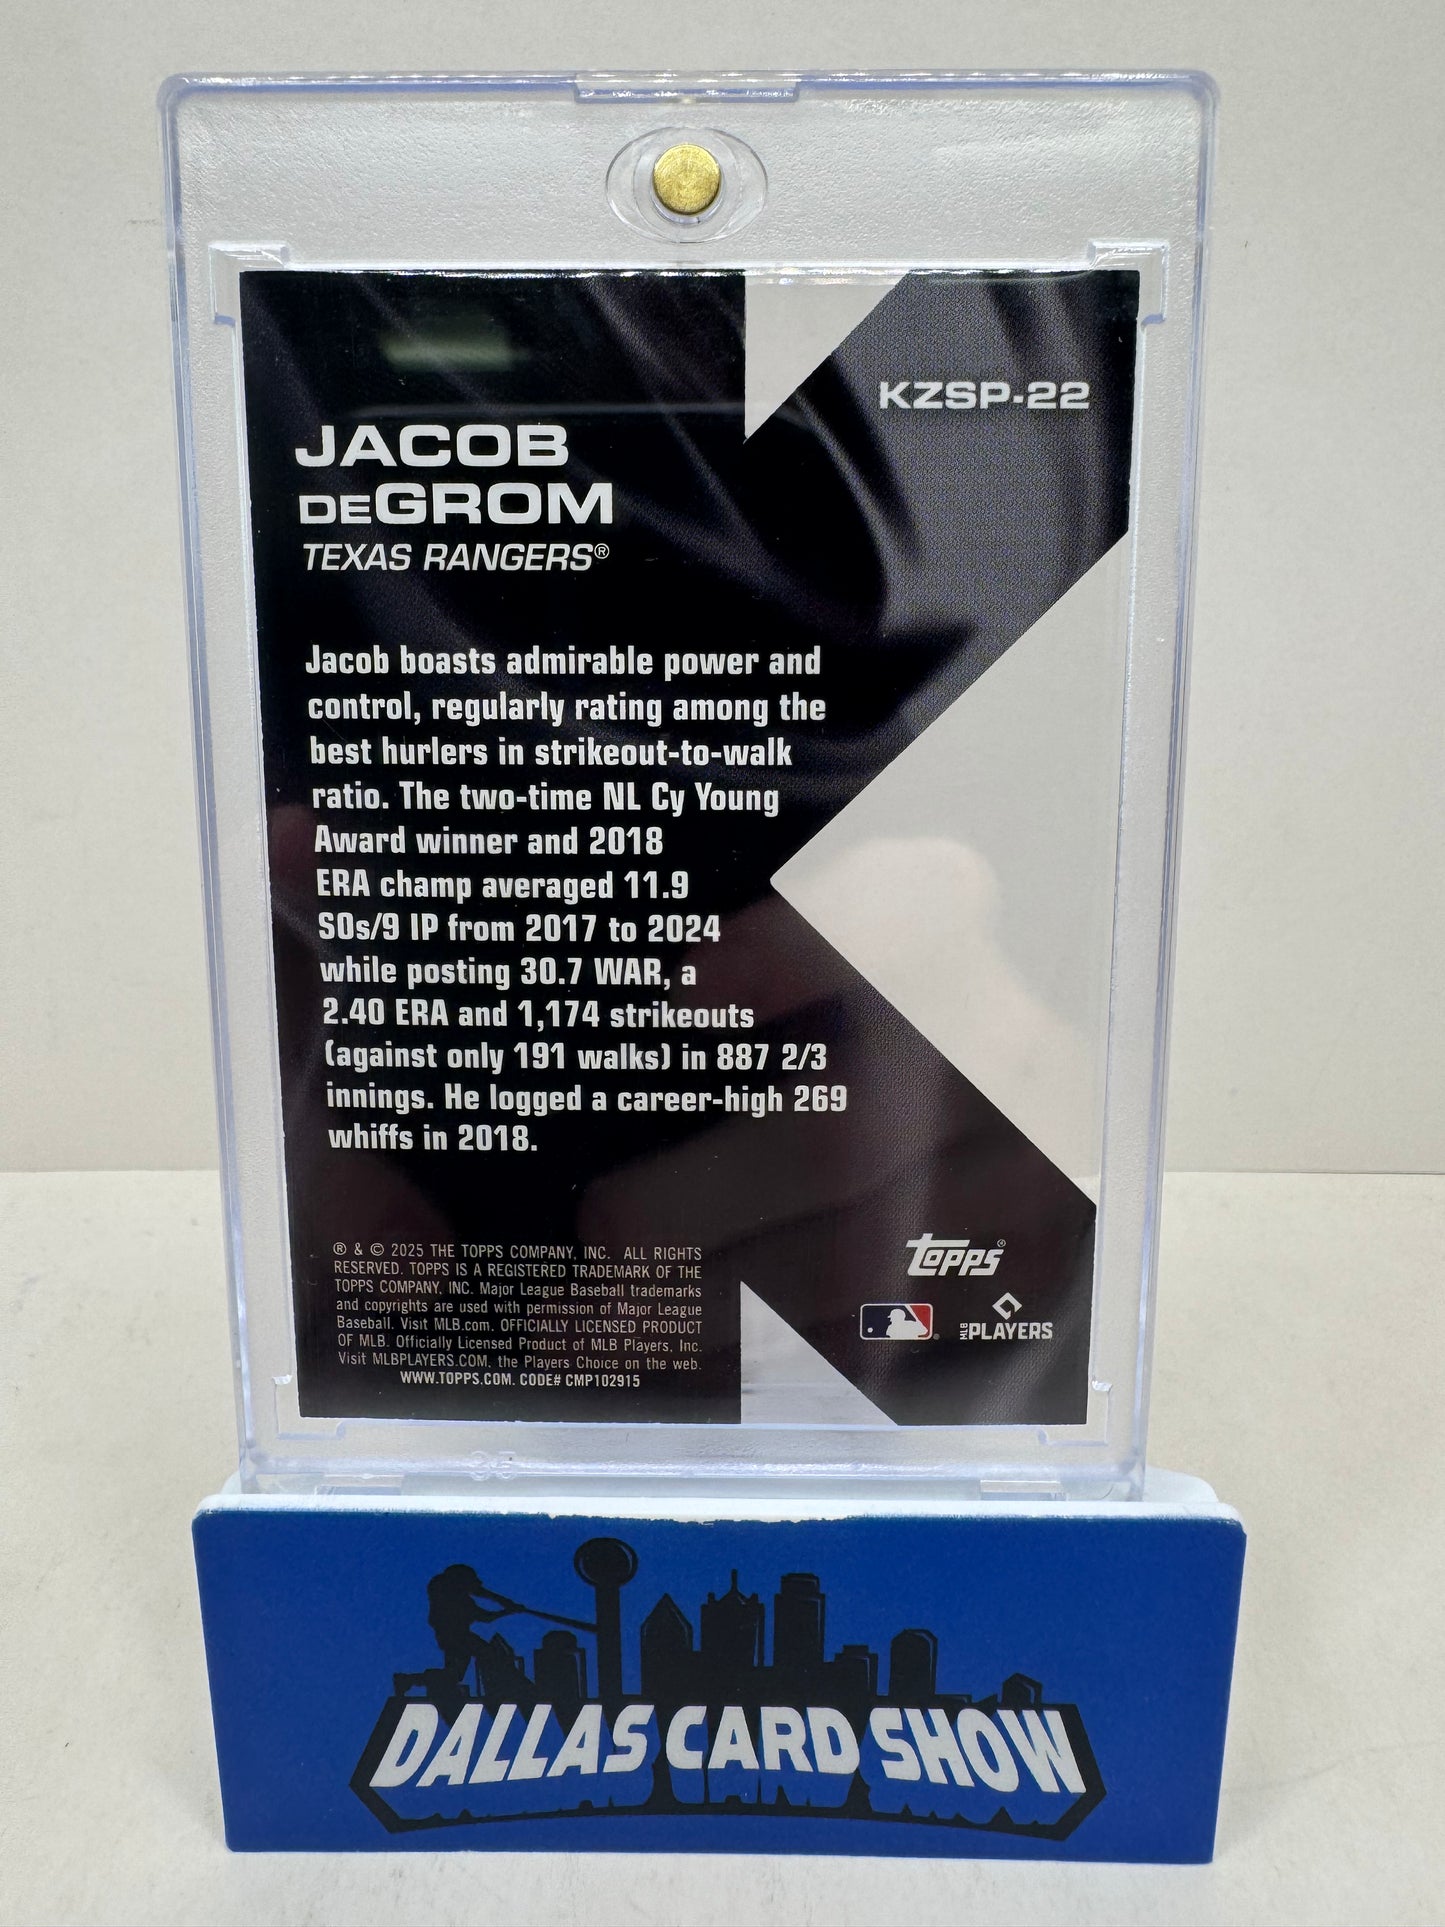 KZSP-22
JACOB
DEGROM
TEXAS RANGERS®
Jacob boasts admirable power and
control, regularly rating among the
best hurlers in strikeout-to-walk
ratio. The two-time NL Cy Young
Award winner and 2018
ERA champ averaged 11.9
SOs/9 IP from 2017 to 2024
while posting 30.7 WAR, a
2.40 ERA and 1,174 strikeouts
(against only 191 walks) in 887 2/3
innings. He logged a career-high 269
whiffs in 2018.
® & © 2025 THE TOPPS COMPANY, INC. ALL RIGHTS
RESERVED. TOPPS IS A REGISTERED TRADEMARK OF THE
TOPPS COMPANY, INC. Major League Baseball trademarks
and copyrights are used with permission of Major League
Baseball. Visit MLB.com. OFFICIALLY LICENSED PRODUCT
OF MLB. Officially Licensed Product of MLB Players, Inc.
Visit MLBPLAYERS.COM, the Players Choice on the web.
WWW.TOPPS.COM. CODE# CMP102915
topps®
MLB PLAYERS
35
DALLAS CARD SHOW